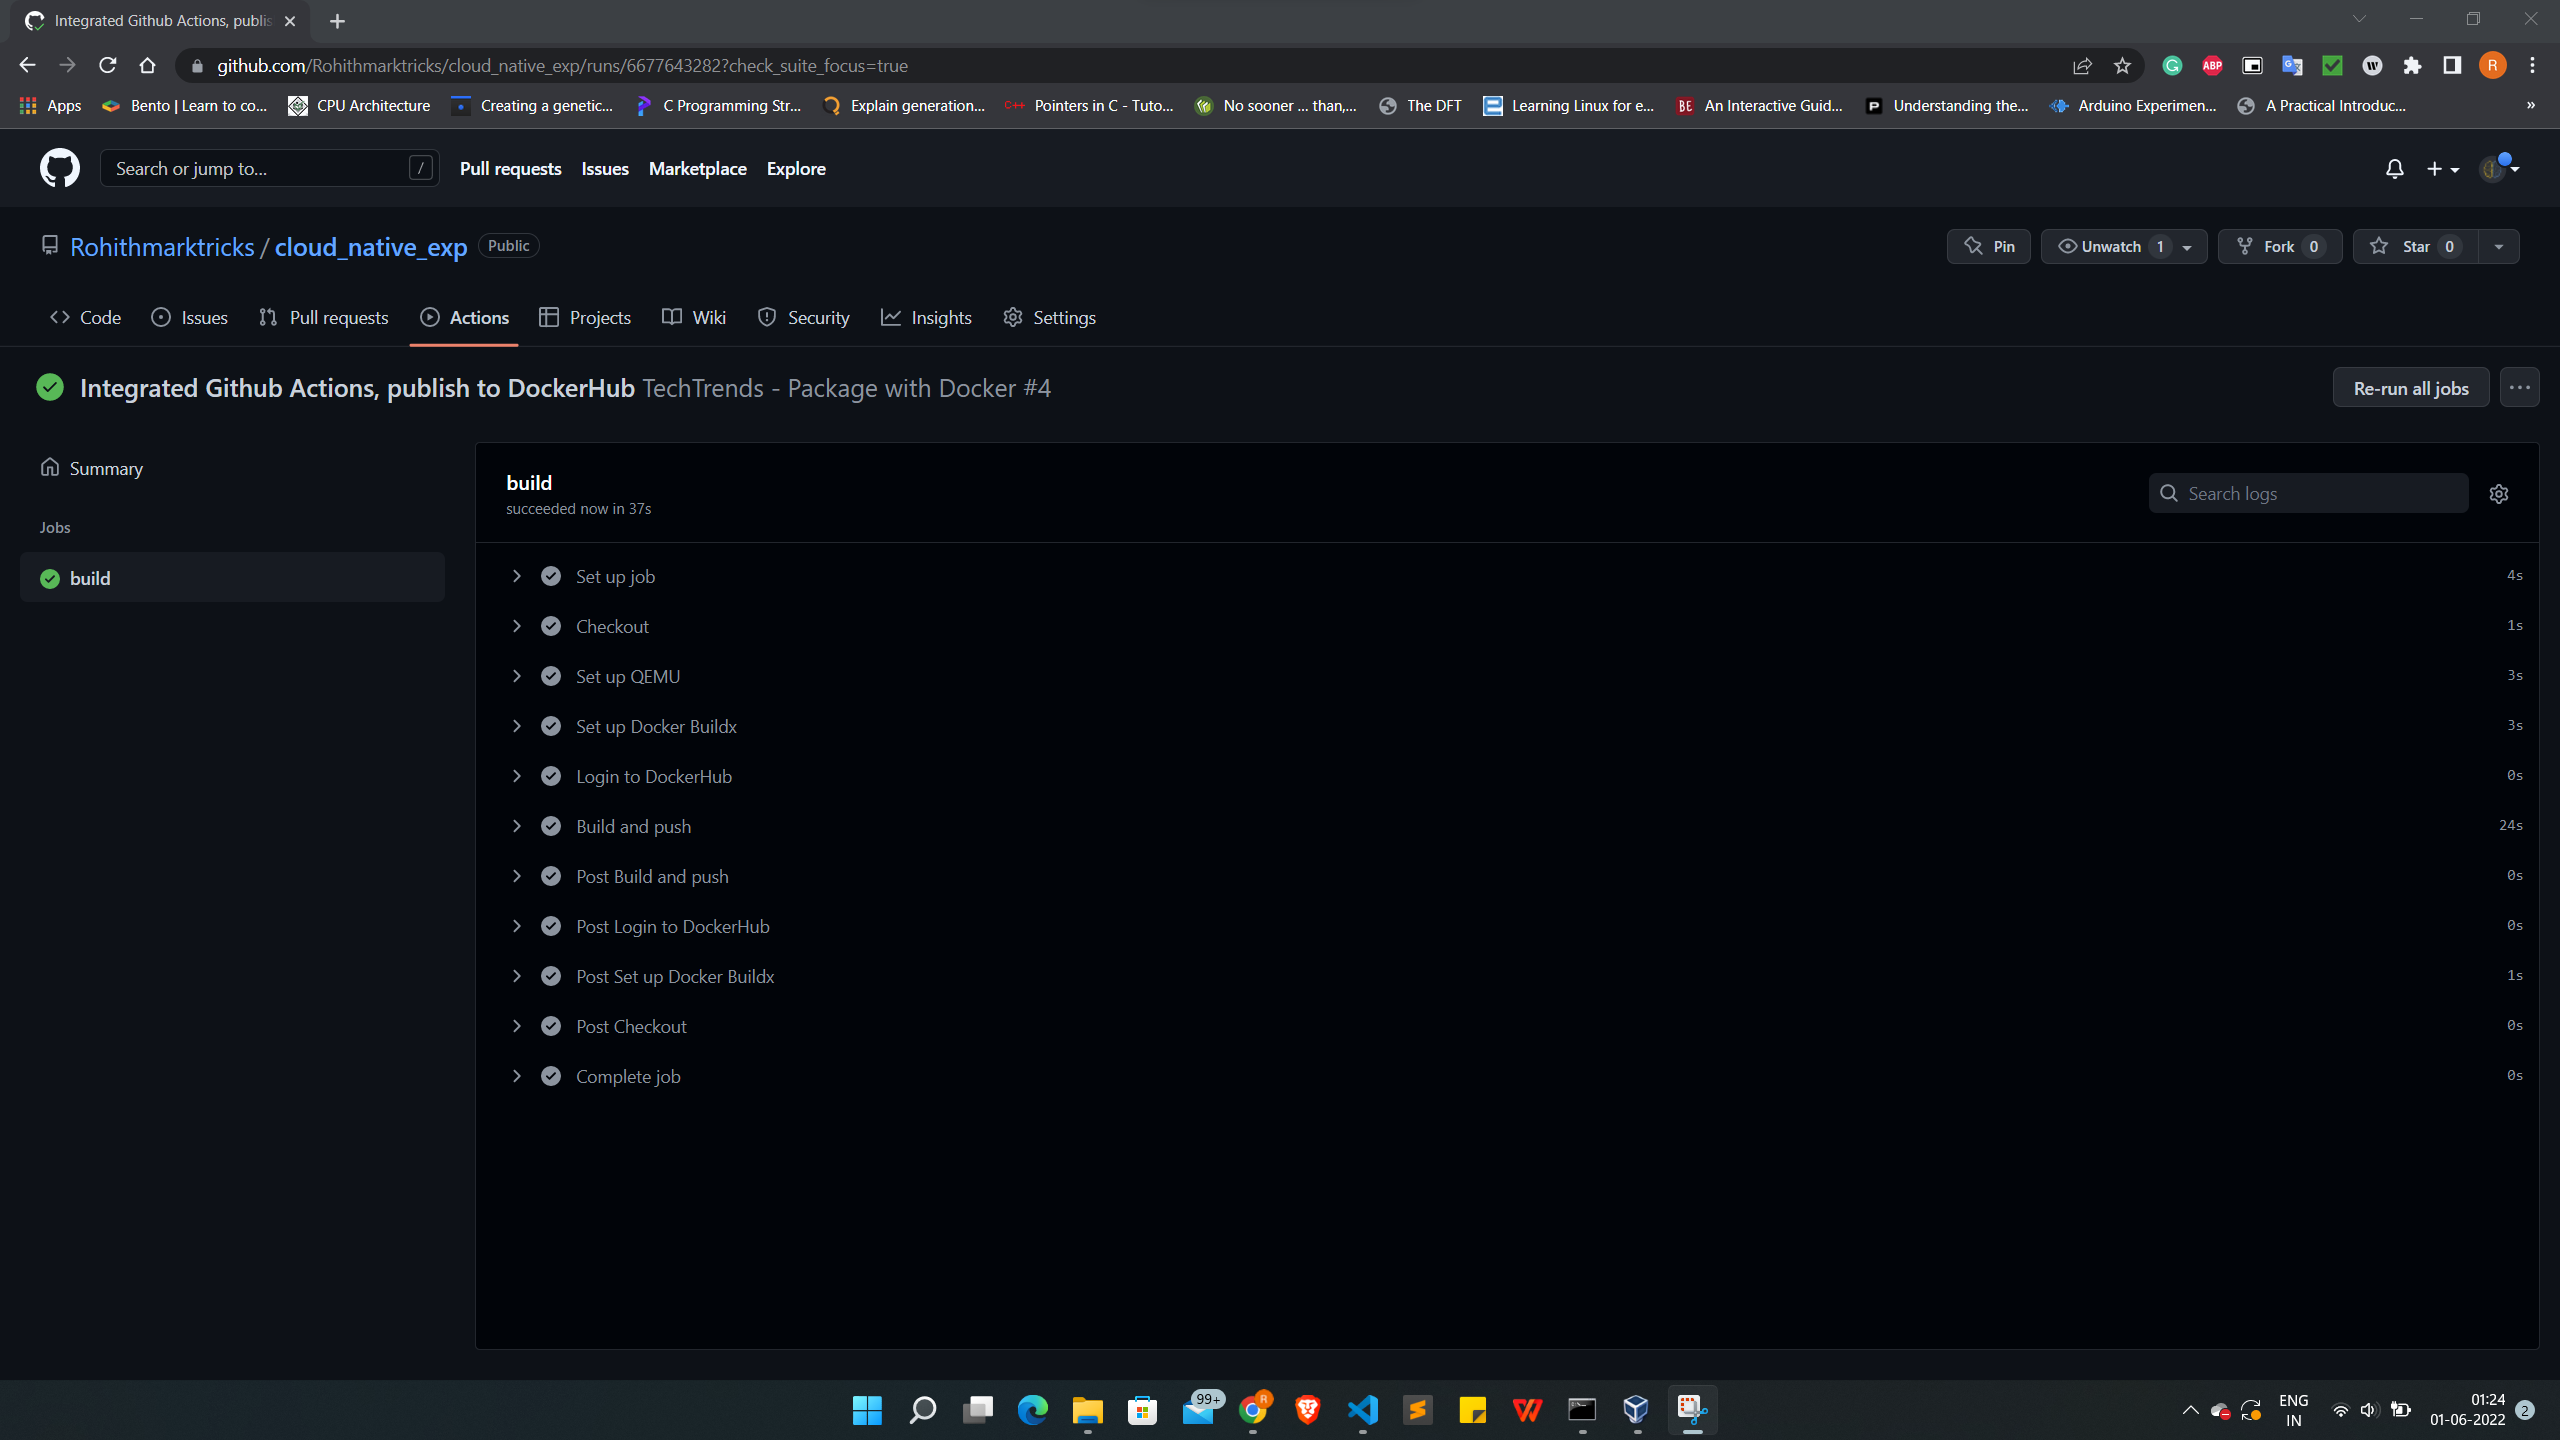 Integrated Github Actions, publis
github.com/Rohithmarktricks/cloud_native_exp/runs/6677643282?check_suite_focus=true
ABP
W
R
Apps
Bento | Learn to co...
CPU Architecture
Creating a genetic...
C Programming Str...
Explain generation...
C++
Pointers in C - Tuto...
No sooner ... than,...
The DFT
Learning Linux for e...
BE
An Interactive Guid...
P
Understanding the...
Arduino Experimen...
A Practical Introduc...
»
Search or jump to...
/
Pull requests
Issues
Marketplace
Explore
Rohithmarktricks / cloud_native_exp
Public
Pin
Unwatch 1
Fork 0
Star 0
Code
Issues
Pull requests
Actions
Projects
Wiki
Security
Insights
Settings
Integrated Github Actions, publish to DockerHub TechTrends - Package with Docker #4
Re-run all jobs
Summary
Jobs
build
build
succeeded now in 37s
Search logs
Set up job 4s
Checkout 1s
Set up QEMU 3s
Set up Docker Buildx 3s
Login to DockerHub 0s
Build and push 24s
Post Build and push 0s
Post Login to DockerHub 0s
Post Set up Docker Buildx 1s
Post Checkout 0s
Complete job 0s
99+
R
ENG
IN
01:24
01-06-2022
2